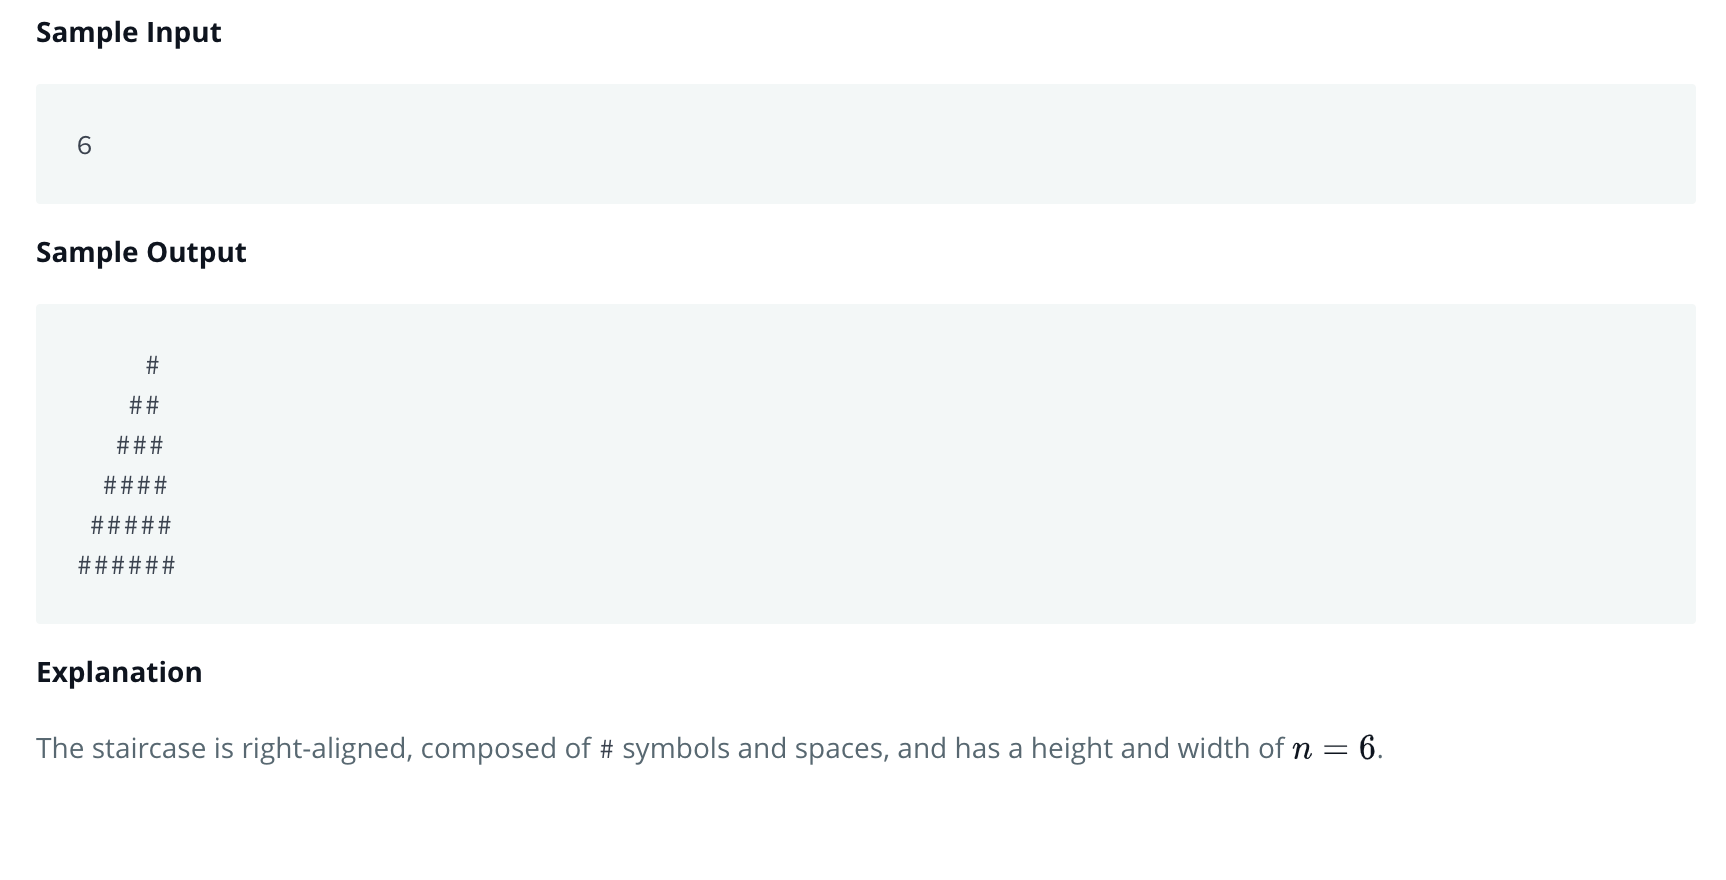 Sample Input
6
Sample Output
     #
    ##
   ###
  ####
 #####
######
Explanation
The staircase is right-aligned, composed of # symbols and spaces, and has a height and width of n = 6.